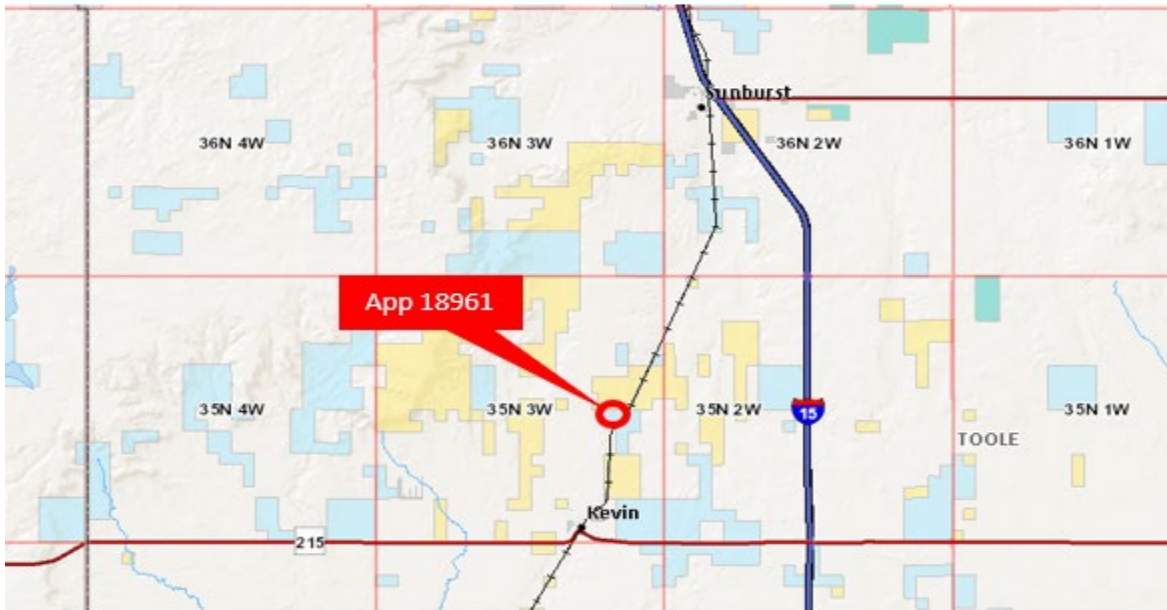 Sunburst
36N 4W
36N 3W
36N 2W
36N 1W
App 18961
35N 4W
35N 3W
35N 2W
15
35N 1W
TOOLE
Kevin
215